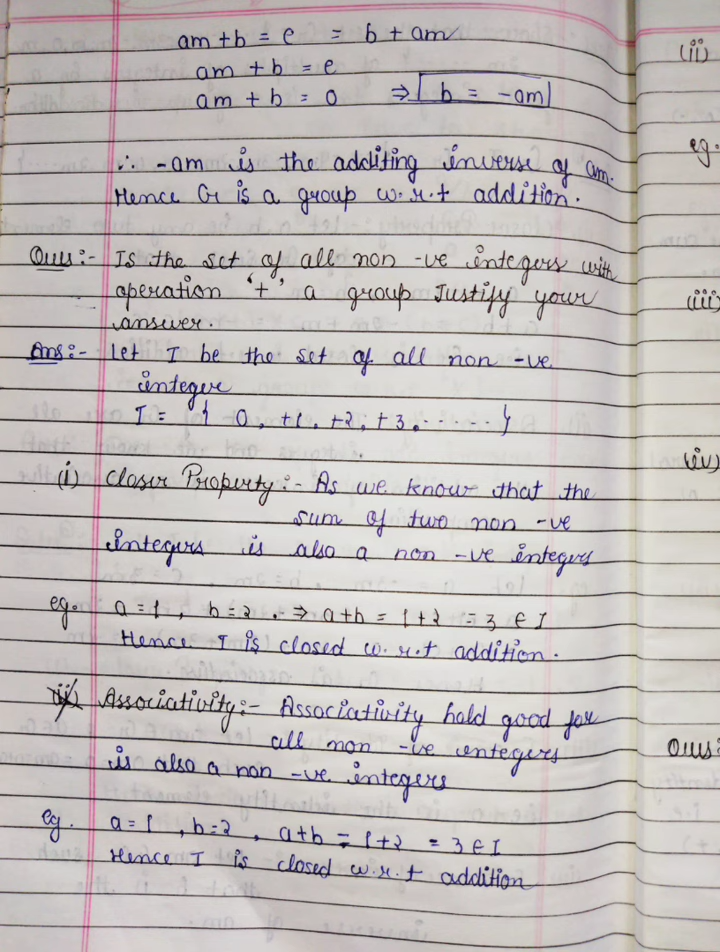 am + b = e = b + am
am + b = e
am + b = 0 ⇒ b = -am
∴ -am is the additing inverse of am.
Hence G is a group w.r.t addition.
Ques:- Is the set of all non -ve integers with
operation '+' a group Justify your
answer.
Ans:- let I be the set of all non -ve
integer
I = { 0, +1, +2, +3, ...... }
(i) Closer Property:- As we know that the
sum of two non -ve
integers is also a non -ve integers
eg. a = 1, b = 2. ⇒ a+b = 1+2 = 3 ∈ I
Hence I is closed w.r.t addition.
(ii) Associativity:- Associativity hold good for
all non -ve integers
is also a non -ve integers
eg. a = 1, b = 2, a+b = 1+2 = 3 ∈ I
Hence I is closed w.r.t addition
(ii)
eg.
(iii)
(iv)
Ques: